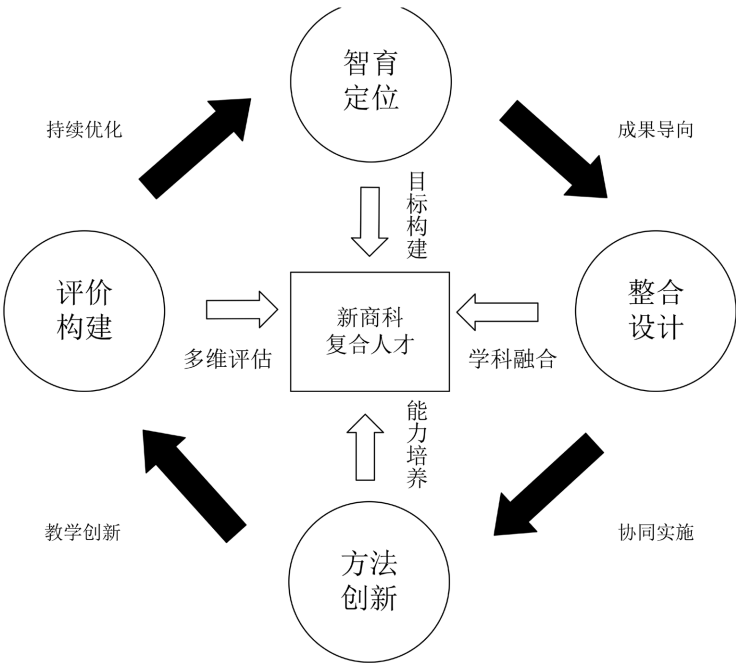 智育
定位
持续优化
成果导向
目标构建
评价
构建
多维评估
新商科
复合人才
学科融合
整合
设计
能力培养
教学创新
协同实施
方法
创新